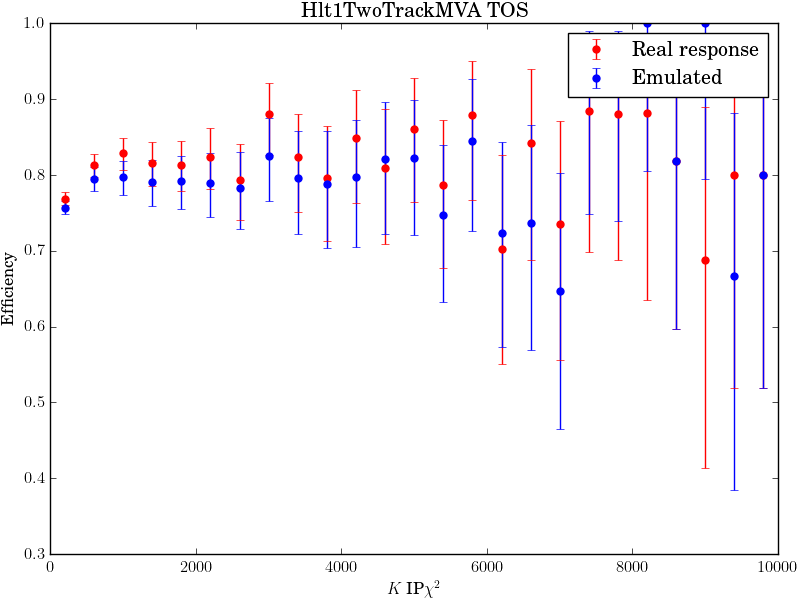 Hlt1TwoTrackMVA TOS
1.0
0.9
0.8
0.7
0.6
0.5
0.4
0.3
Efficiency
Real response
Emulated
0 2000 4000 6000 8000 10000
K IPχ²